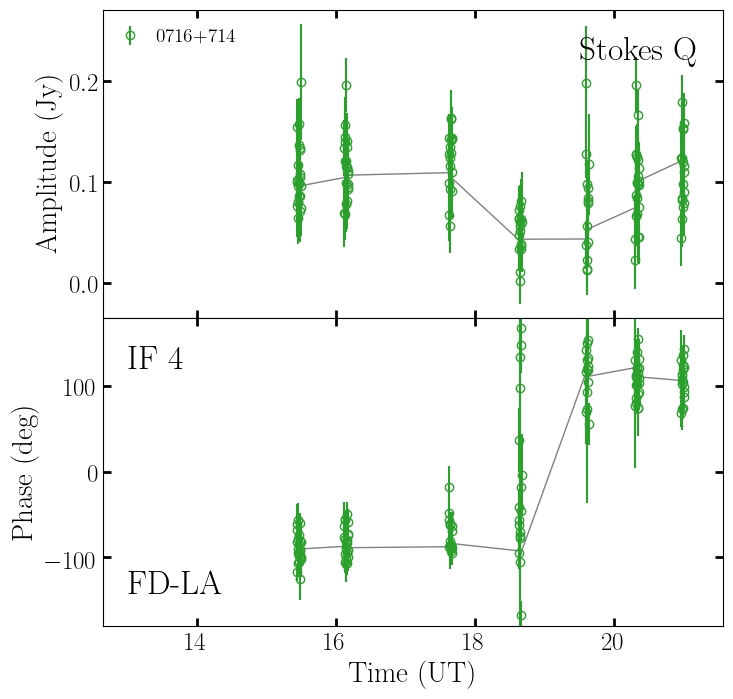 0716+714
Stokes Q
0.2
0.1
0.0
Amplitude (Jy)
IF 4
100
0
−100
Phase (deg)
FD-LA
14 16 18 20
Time (UT)